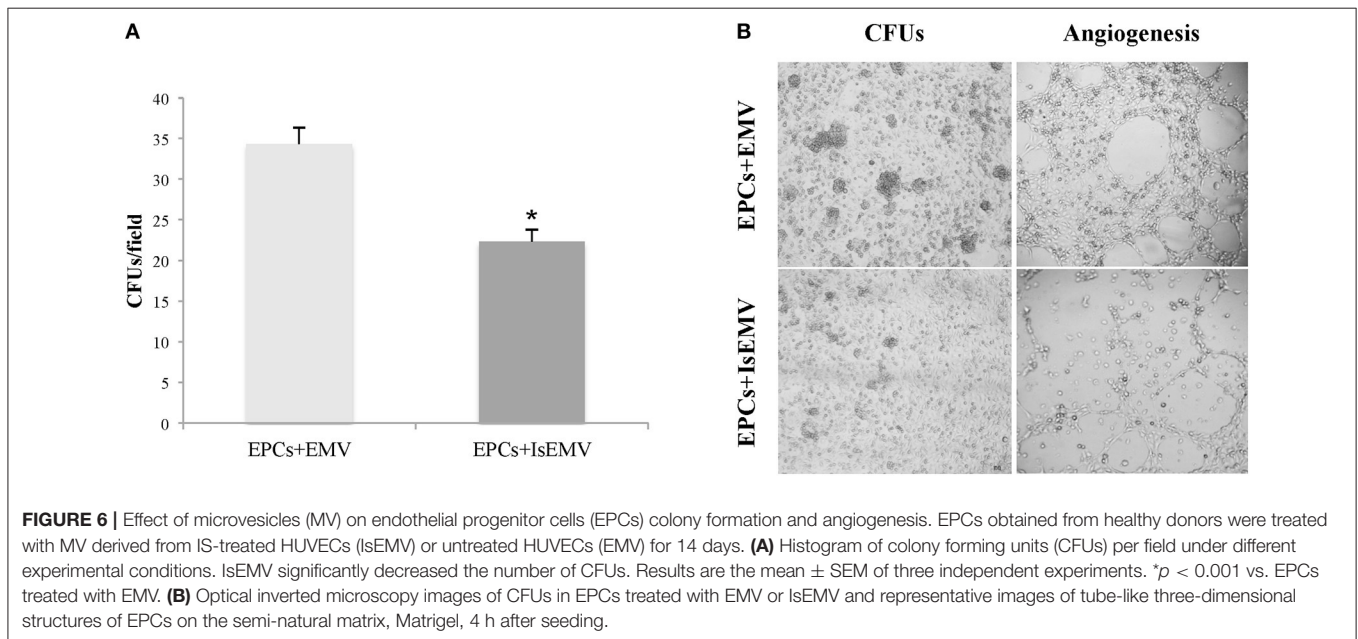 A
40
35
30
25
20
15
10
5
0
CFUs/field
*
EPCs+EMV
EPCs+IsEMV
B
CFUs
Angiogenesis
EPCs+EMV
EPCs+IsEMV
FIGURE 6 | Effect of microvesicles (MV) on endothelial progenitor cells (EPCs) colony formation and angiogenesis. EPCs obtained from healthy donors were treated
with MV derived from IS-treated HUVECs (IsEMV) or untreated HUVECs (EMV) for 14 days. (A) Histogram of colony forming units (CFUs) per field under different
experimental conditions. IsEMV significantly decreased the number of CFUs. Results are the mean ± SEM of three independent experiments. *p < 0.001 vs. EPCs
treated with EMV. (B) Optical inverted microscopy images of CFUs in EPCs treated with EMV or IsEMV and representative images of tube-like three-dimensional
structures of EPCs on the semi-natural matrix, Matrigel, 4 h after seeding.